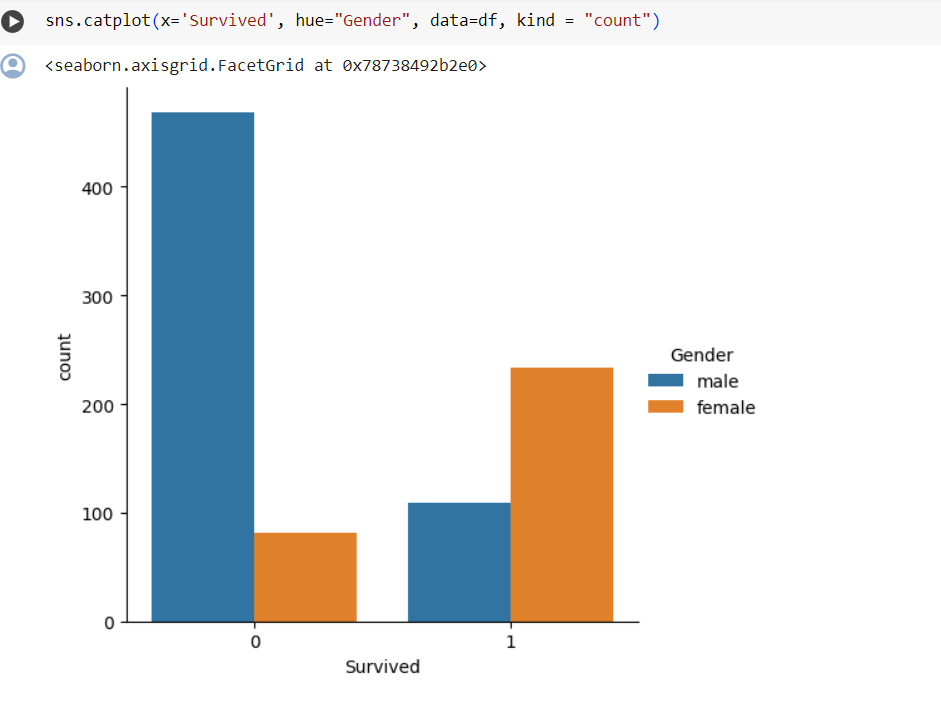 sns.catplot(x='Survived', hue="Gender", data=df, kind = "count")
<seaborn.axisgrid.FacetGrid at 0x78738492b2e0>
400
300
200
100
0
count
0
1
Survived
Gender
male
female